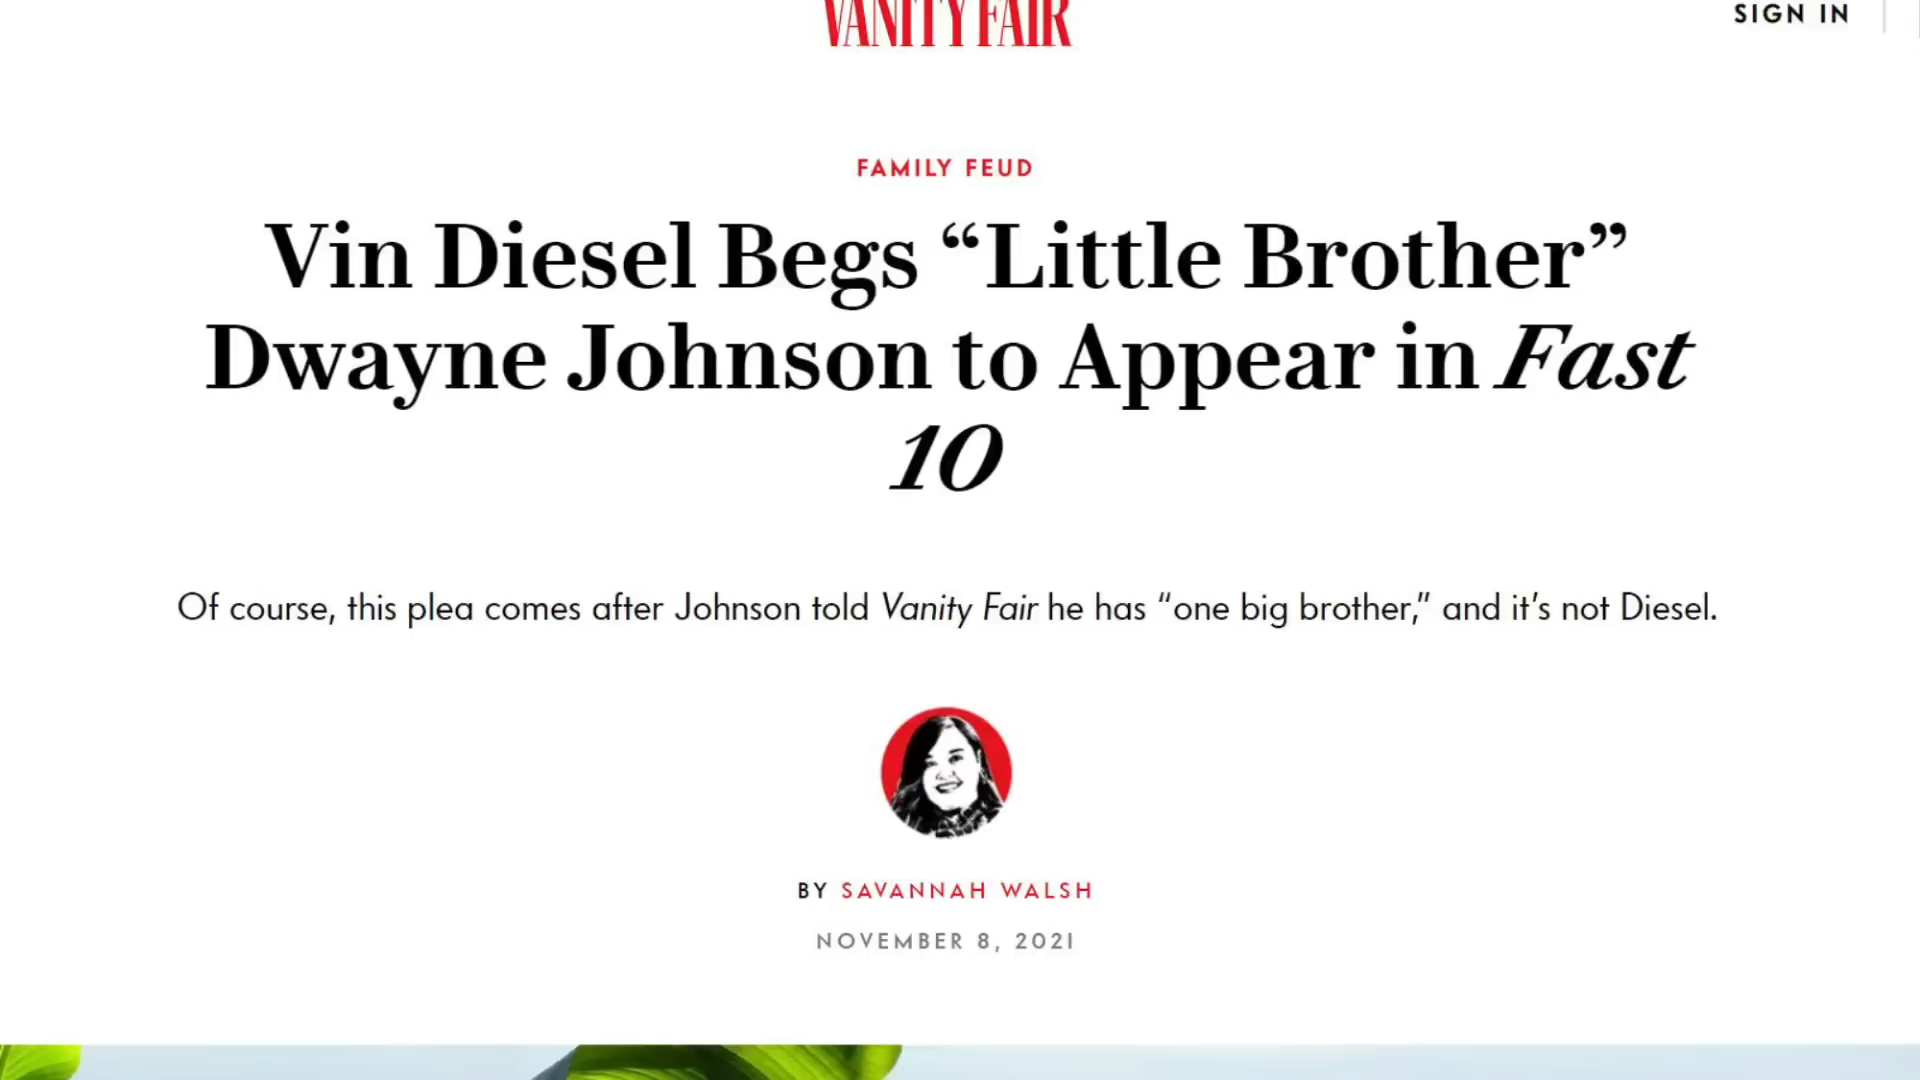 VANITY FAIR
SIGN IN
FAMILY FEUD
Vin Diesel Begs “Little Brother”
Dwayne Johnson to Appear in Fast
10
Of course, this plea comes after Johnson told Vanity Fair he has “one big brother,” and it’s not Diesel.
BY SAVANNAH WALSH
NOVEMBER 8, 2021